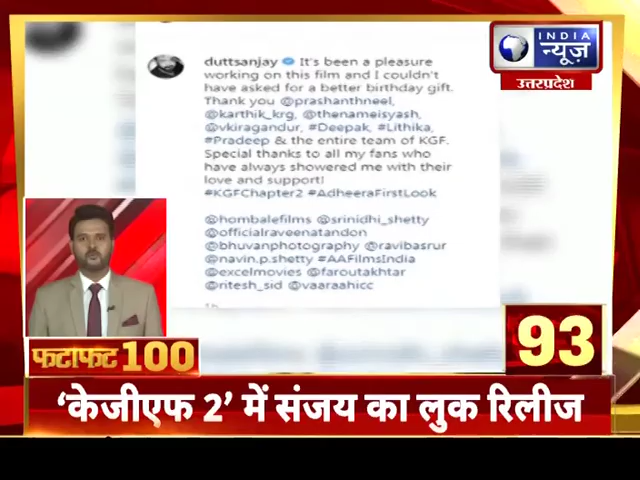 duttsanjay It's been a pleasure
working on this film and I couldn't
have asked for a better birthday gift.
Thank you @prashanthneel,
@karthik_krg, @thenameisyash,
@vkiragandur, #Deepak, #Lithika,
#Pradeep & the entire team of KGF.
Special thanks to all my fans who
have always showered me with their
love and support!
#KGFChapter2 #AdheeraFirstLook
@hombalefilms @srinidhi_shetty
@officialraveenatandon
@bhuvanphotography @ravibasrur
@navin.p.shetty #AAFilmsIndia
@excelmovies @faroutakhtar
@ritesh_sid @vaaraahicc
INDIA
न्यूज़
उत्तरप्रदेश
फटाफट 100
93
‘केजीएफ 2’ में संजय का लुक रिलीज